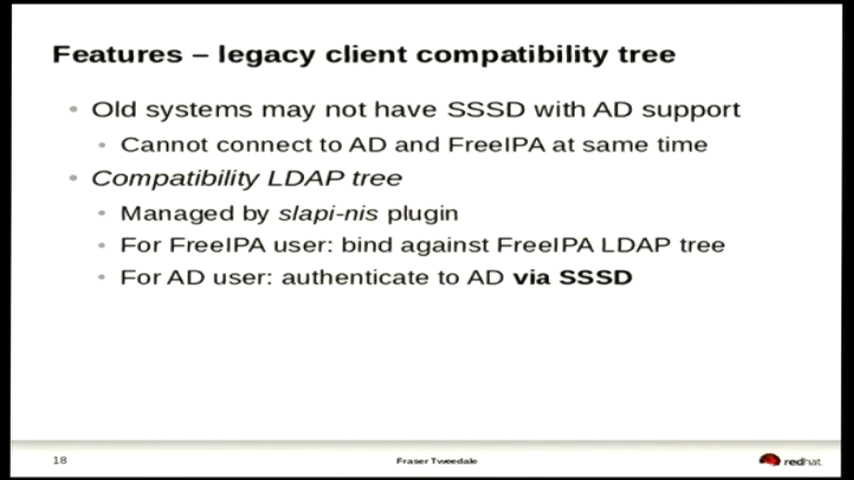 Features – legacy client compatibility tree
Old systems may not have SSSD with AD support
Cannot connect to AD and FreeIPA at same time
Compatibility LDAP tree
Managed by slapi-nis plugin
For FreeIPA user: bind against FreeIPA LDAP tree
For AD user: authenticate to AD via SSSD
18
Fraser Tweedale
redhat.